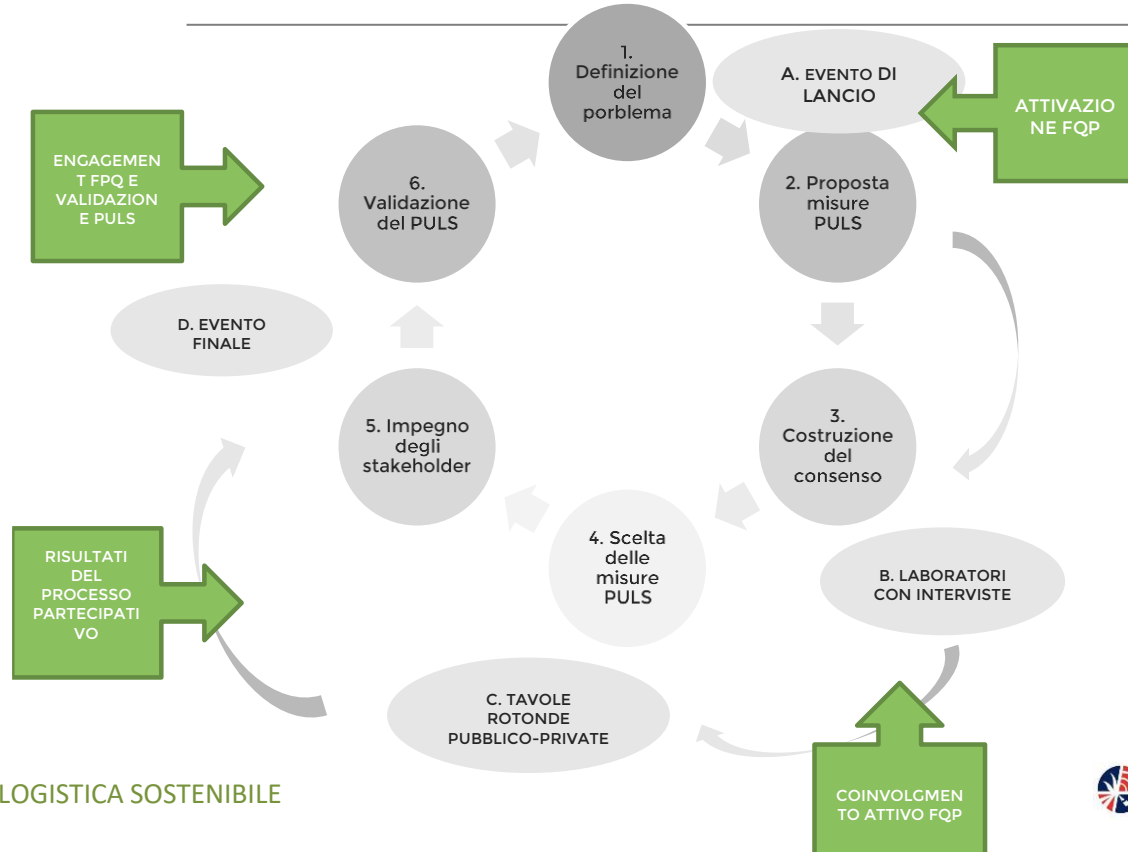 1.
Definizione
del
porblema
A. EVENTO DI
LANCIO
ATTIVAZIO
NE FQP
ENGAGEMEN
T FPQ E
VALIDAZION
E PULS
6.
Validazione
del PULS
2. Proposta
misure
PULS
D. EVENTO
FINALE
5. Impegno
degli
stakeholder
3.
Costruzione
del
consenso
4. Scelta
delle
misure
PULS
RISULTATI
DEL
PROCESSO
PARTECIPATI
VO
B. LABORATORI
CON INTERVISTE
C. TAVOLE
ROTONDE
PUBBLICO-PRIVATE
COINVOLGMEN
TO ATTIVO FQP
LOGISTICA SOSTENIBILE